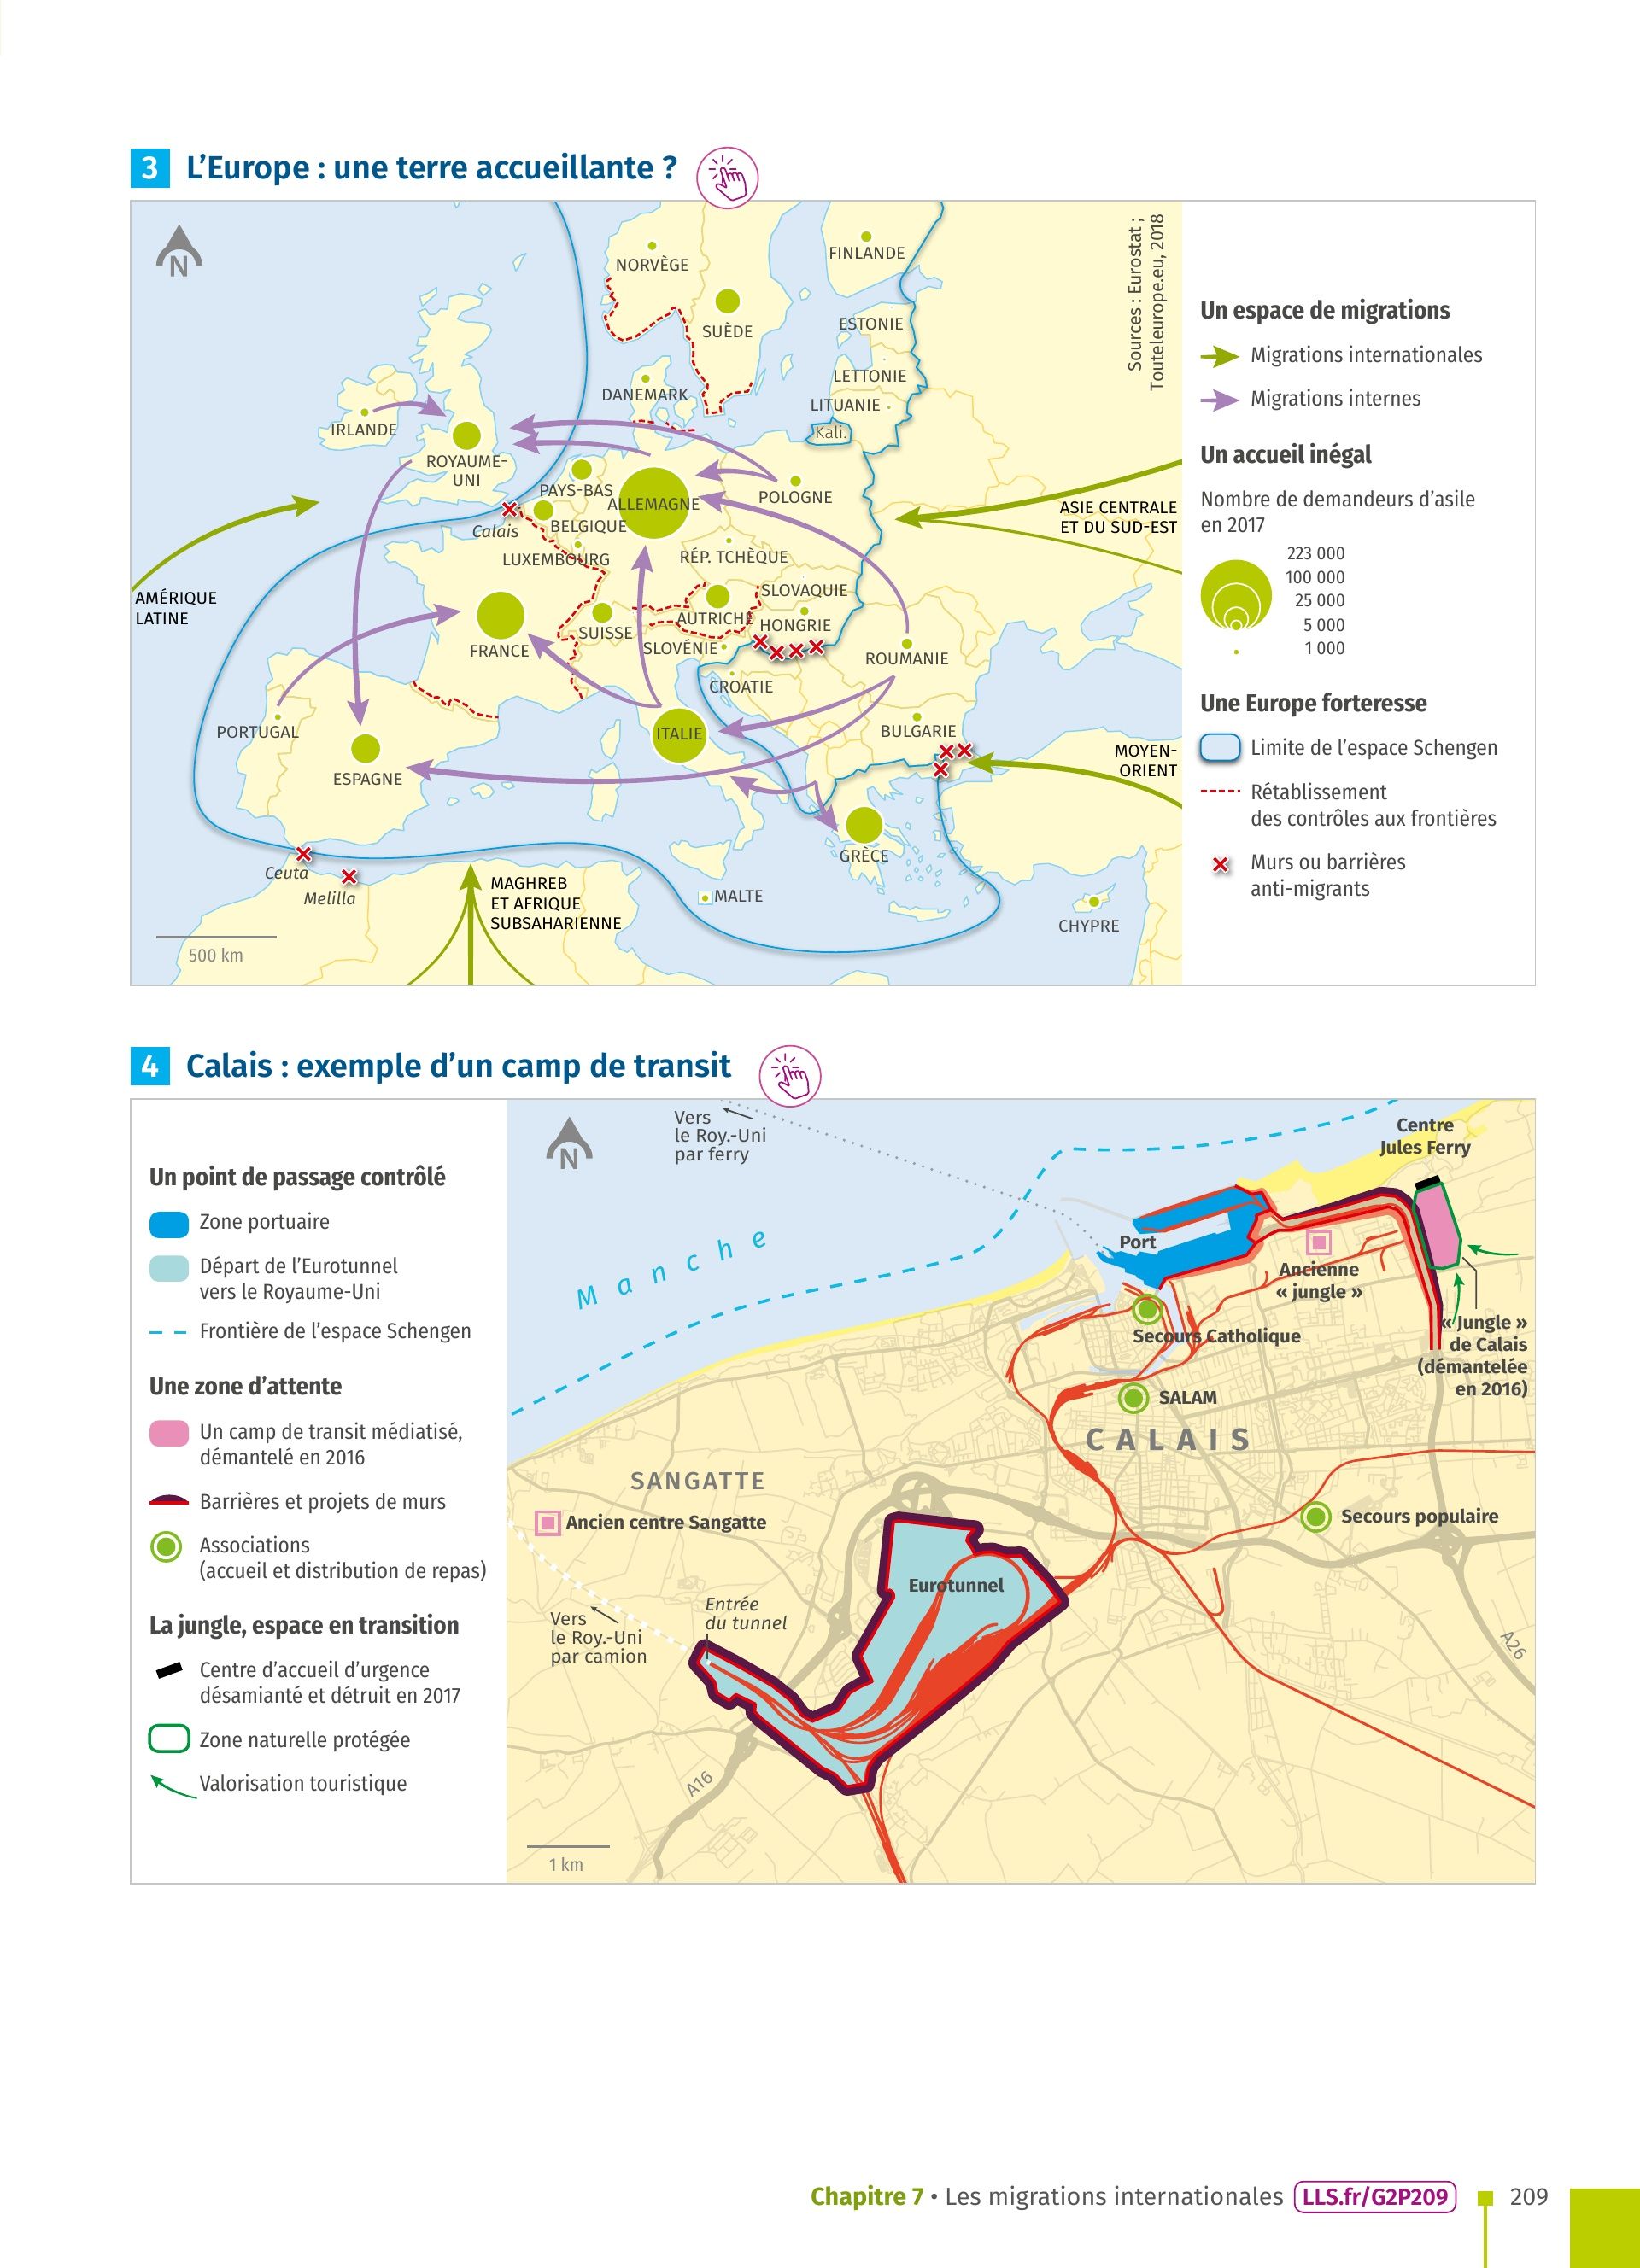 3 L’Europe : une terre accueillante ?
N
NORVÈGE
FINLANDE
SUÈDE
ESTONIE
LETTONIE
DANEMARK
LITUANIE
Kali.
IRLANDE
ROYAUME-
UNI
PAYS-BAS
ALLEMAGNE
POLOGNE
Calais
BELGIQUE
LUXEMBOURG
RÉP. TCHÈQUE
ASIE CENTRALE
ET DU SUD-EST
SLOVAQUIE
AMÉRIQUE
LATINE
AUTRICHE
HONGRIE
SUISSE
FRANCE
SLOVÉNIE
ROUMANIE
CROATIE
PORTUGAL
ITALIE
BULGARIE
MOYEN-
ORIENT
ESPAGNE
GRÈCE
Ceuta
Melilla
MAGHREB
ET AFRIQUE
SUBSAHARIENNE
MALTE
CHYPRE
500 km
Sources : Eurostat ;
Touteleurope.eu, 2018
Un espace de migrations
Migrations internationales
Migrations internes
Un accueil inégal
Nombre de demandeurs d’asile
en 2017
223 000
100 000
25 000
5 000
1 000
Une Europe forteresse
Limite de l’espace Schengen
Rétablissement
des contrôles aux frontières
Murs ou barrières
anti-migrants
4 Calais : exemple d’un camp de transit
Un point de passage contrôlé
Zone portuaire
Départ de l’Eurotunnel
vers le Royaume-Uni
Frontière de l’espace Schengen
Une zone d’attente
Un camp de transit médiatisé,
démantelé en 2016
Barrières et projets de murs
Associations
(accueil et distribution de repas)
La jungle, espace en transition
Centre d’accueil d’urgence
désamianté et détruit en 2017
Zone naturelle protégée
Valorisation touristique
N
Vers
le Roy.-Uni
par ferry
Manche
Centre
Jules Ferry
Port
Ancienne
« jungle »
Secours Catholique
« Jungle »
de Calais
(démantelée
en 2016)
SALAM
CALAIS
SANGATTE
Ancien centre Sangatte
Secours populaire
Eurotunnel
Entrée
du tunnel
Vers
le Roy.-Uni
par camion
A26
A16
1 km
Chapitre 7 • Les migrations internationales LLS.fr/G2P209 209